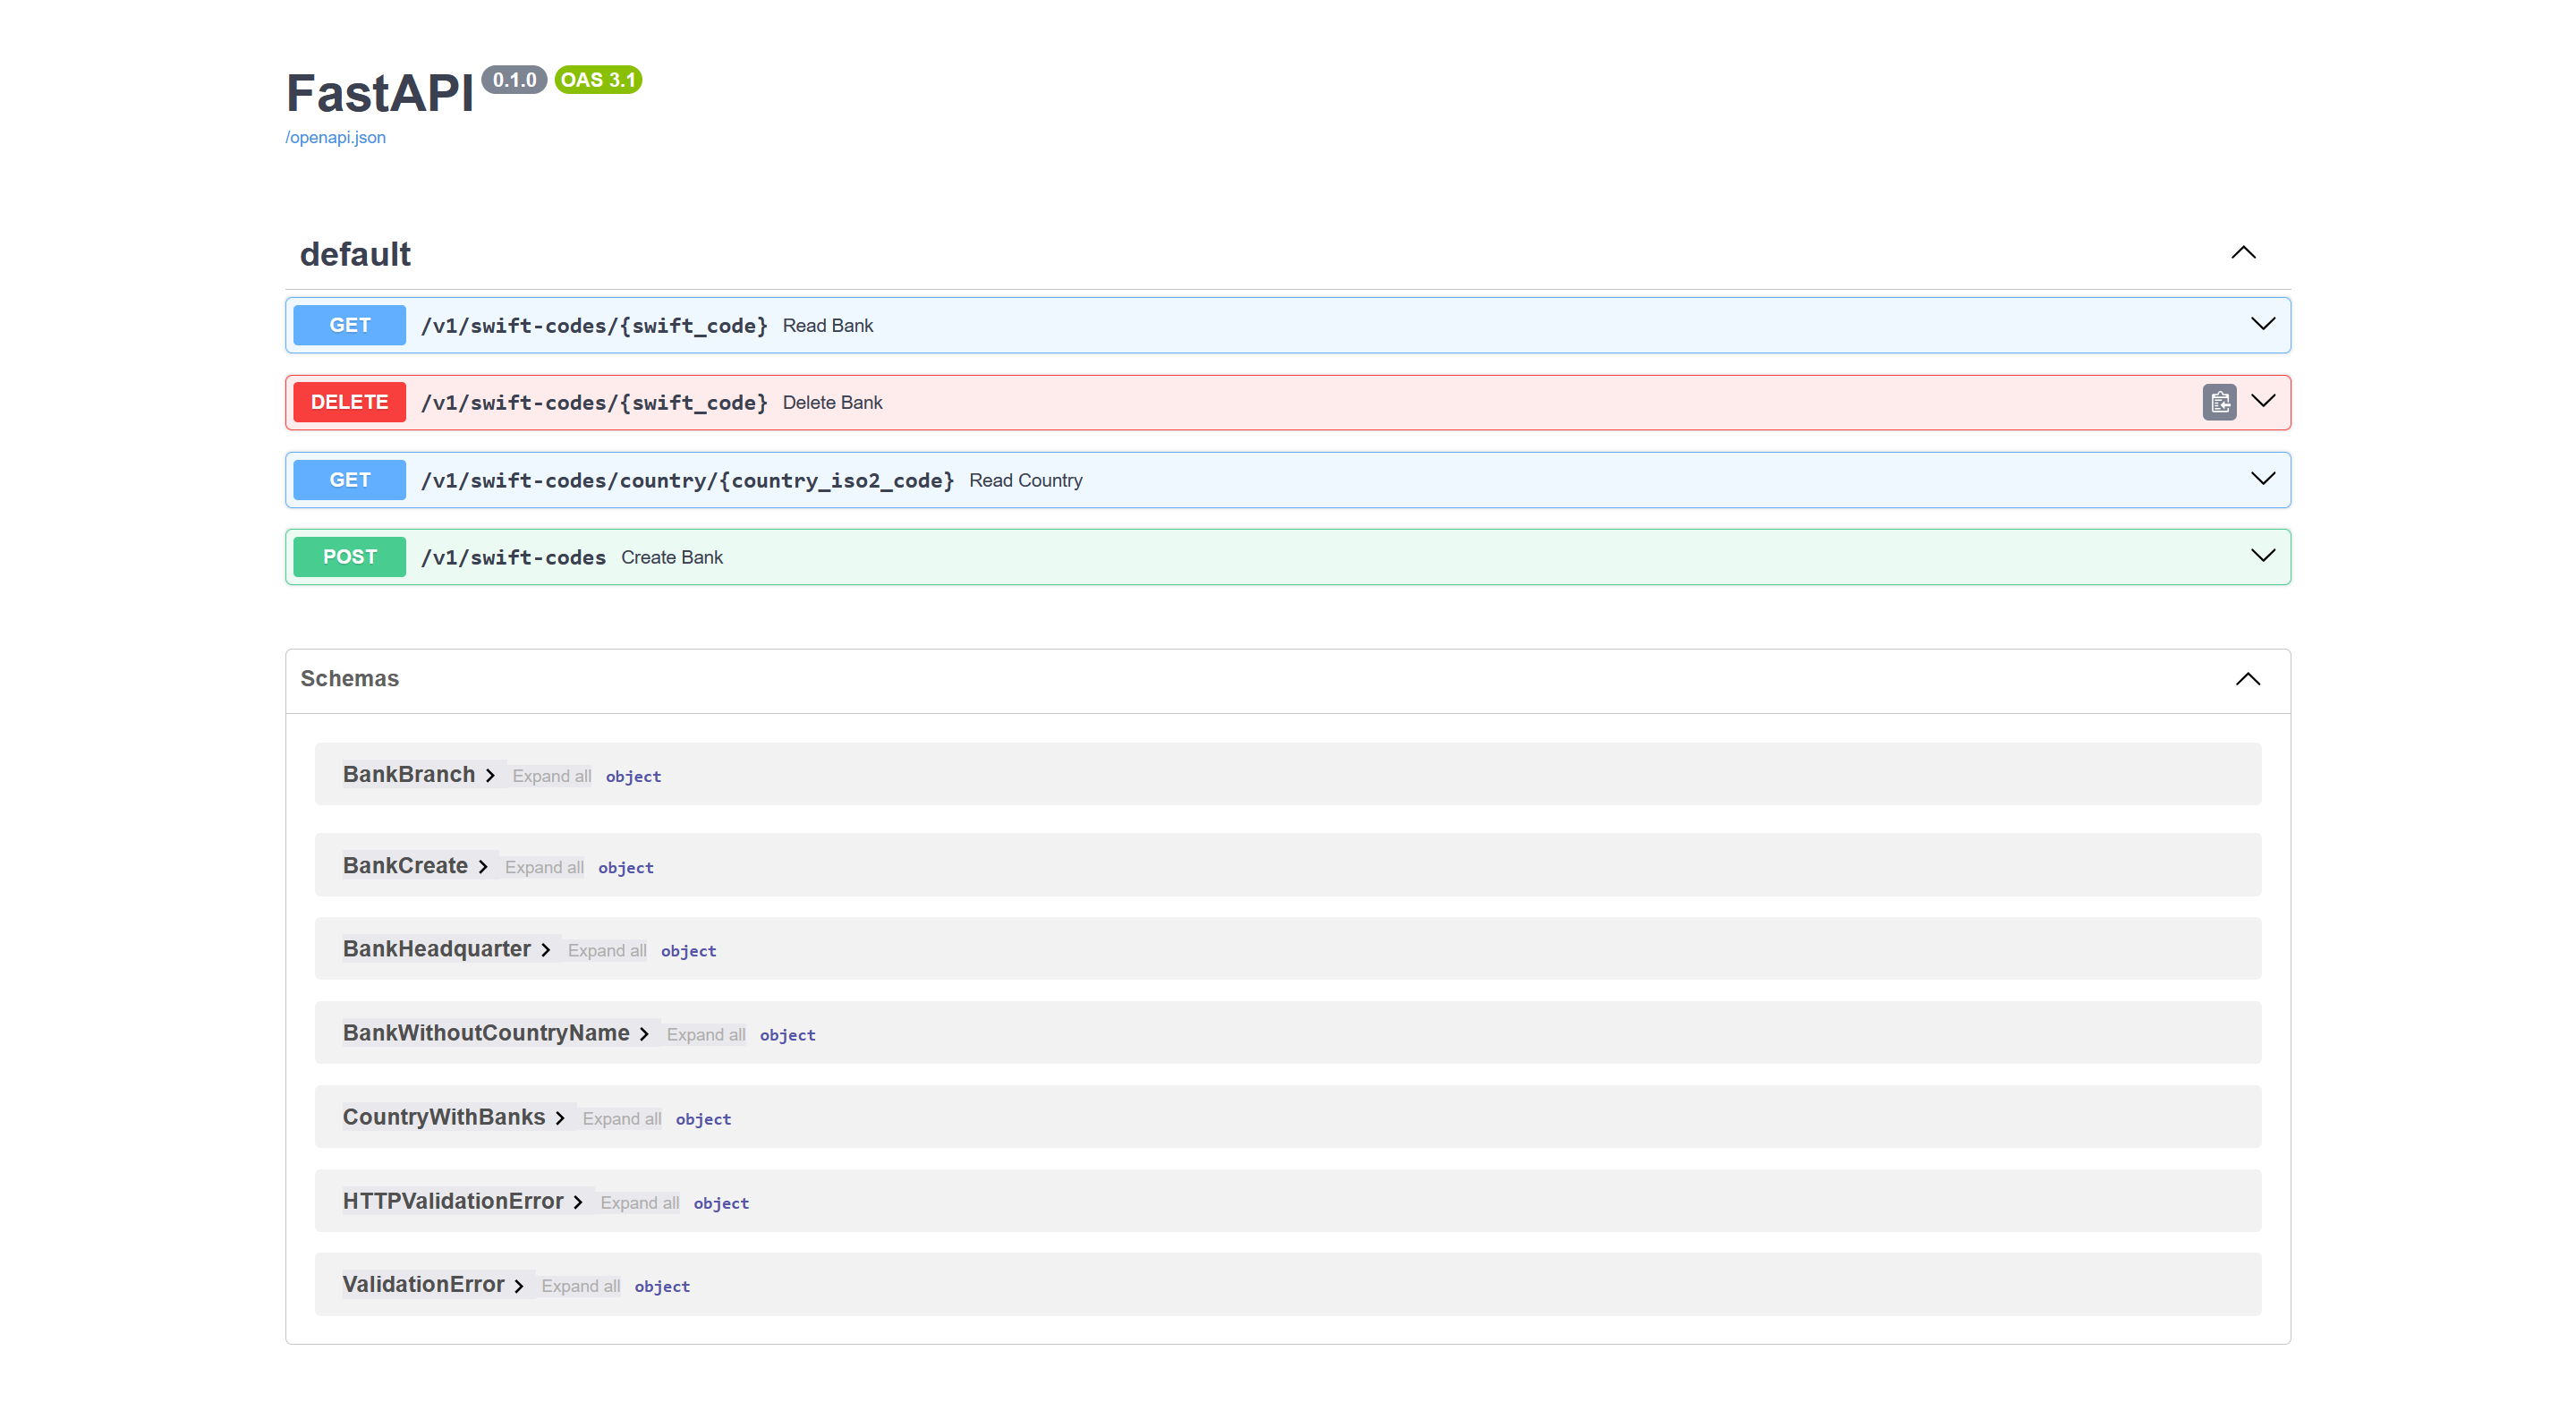 FastAPI 0.1.0 OAS 3.1
/openapi.json
default
GET /v1/swift-codes/{swift_code} Read Bank
DELETE /v1/swift-codes/{swift_code} Delete Bank
GET /v1/swift-codes/country/{country_iso2_code} Read Country
POST /v1/swift-codes Create Bank
Schemas
BankBranch Expand all object
BankCreate Expand all object
BankHeadquarter Expand all object
BankWithoutCountryName Expand all object
CountryWithBanks Expand all object
HTTPValidationError Expand all object
ValidationError Expand all object